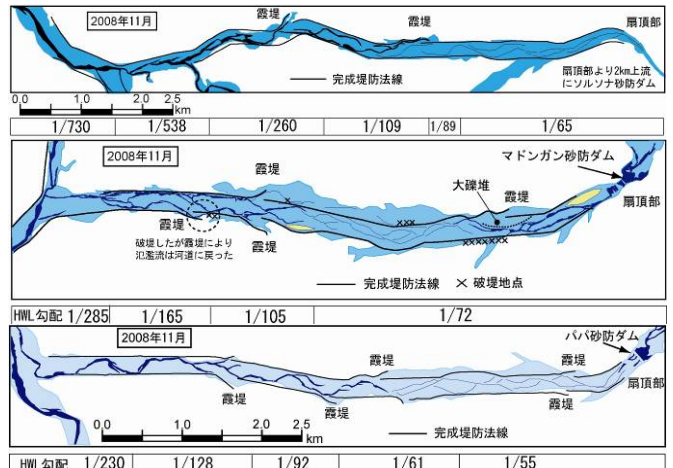 2008年11月
霞堤
霞堤
扇頂部
完成堤防法線
扇頂部より2km上流
にソルソナ砂防ダム
0.0 1.0 2.0 2.5
km
1/730 1/538 1/260 1/109 1/89 1/65
2008年11月
霞堤
マドンガン砂防ダム
大礫堆
霞堤
扇頂部
霞堤
霞堤
破堤したが霞堤により
氾濫流は河道に戻った
完成堤防法線 × 破堤地点
HWL勾配 1/285 1/165 1/105 1/72
2008年11月
パパ砂防ダム
霞堤
霞堤
扇頂部
霞堤
霞堤
霞堤
0.0 0.5 1.0 1.5 2.0 2.5
km
完成堤防法線
HWL勾配 1/230 1/128 1/92 1/61 1/55